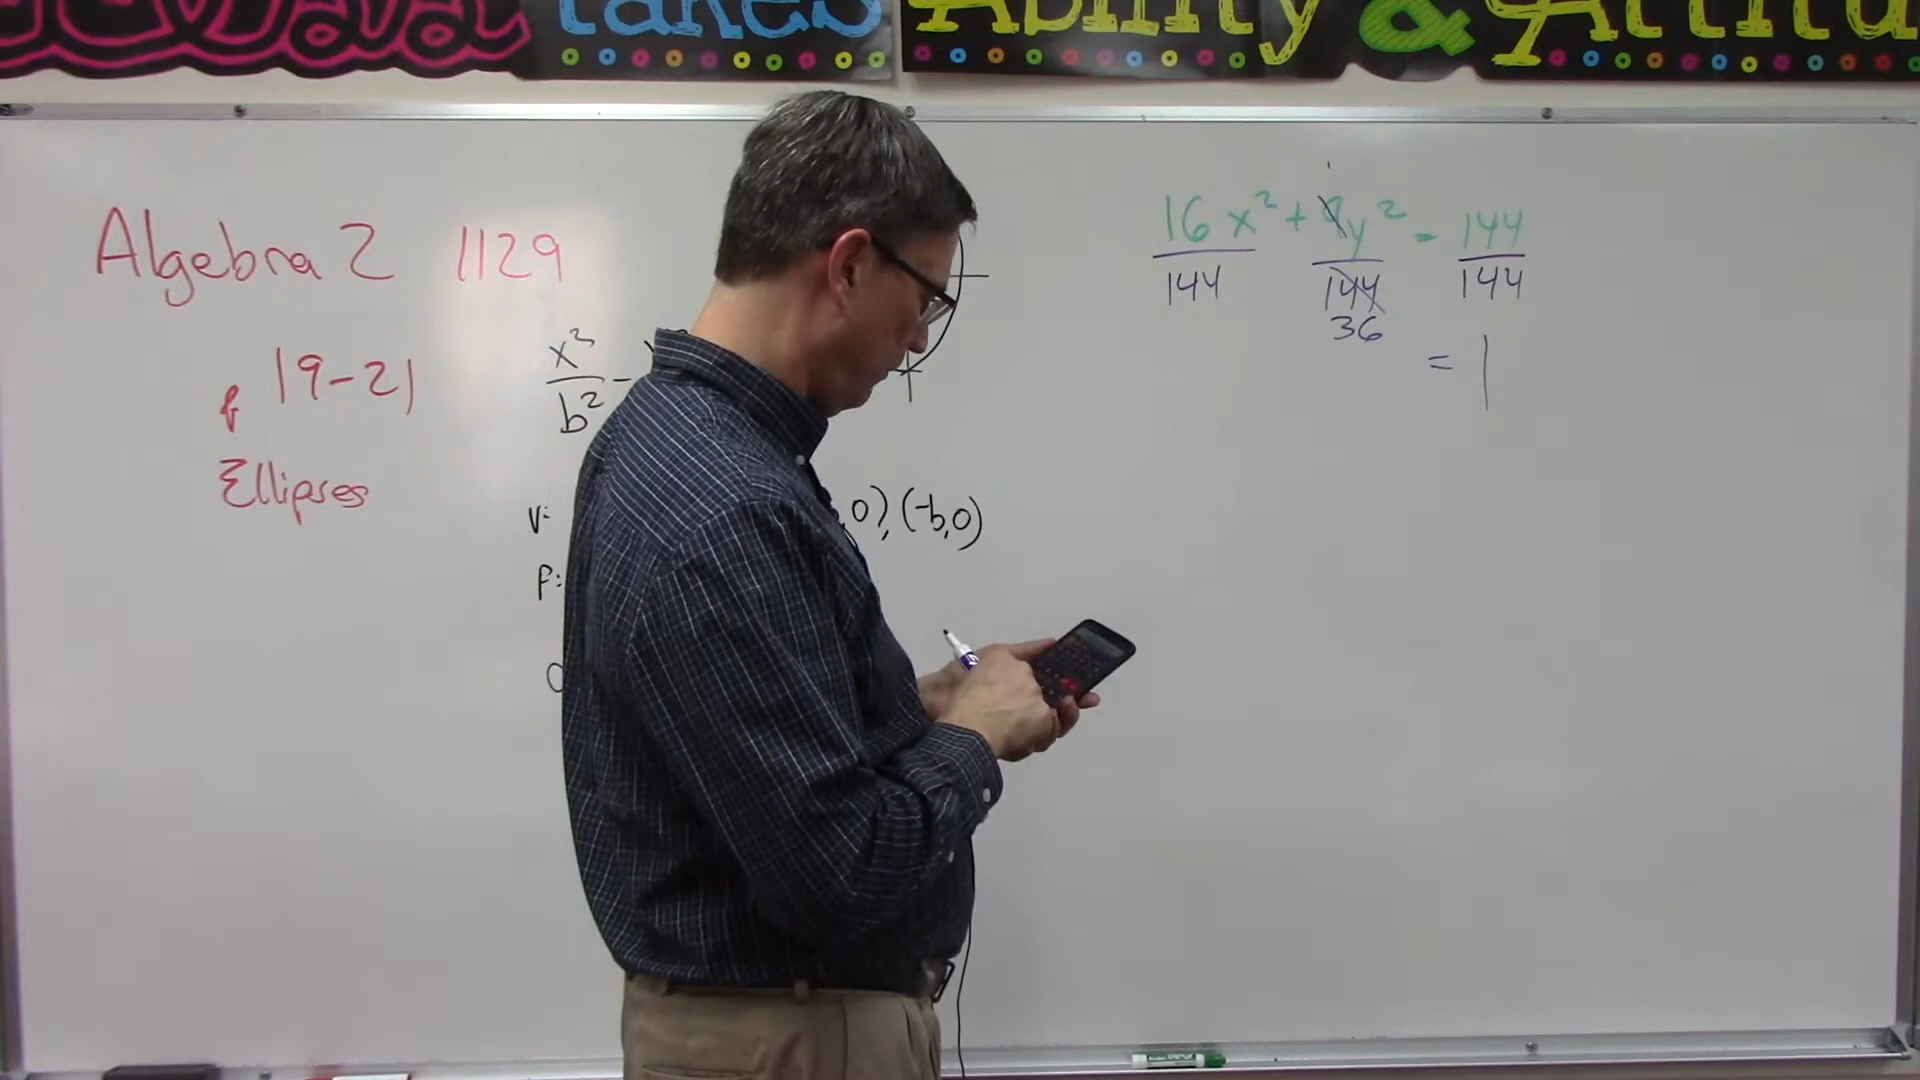 takes Ability & Attitu
Algebra 2 1129
19-21
Ellipses
x² -
b²
V: ,0), (-b,0)
F:
16x² + y² = 144
144 144 144
36
= 1